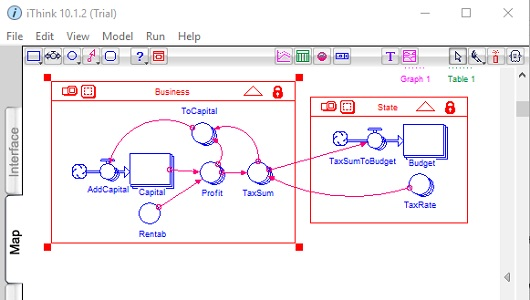 iThink 10.1.2 (Trial)
File Edit View Model Run Help
? T
Graph 1 Table 1
Business
State
ToCapital
TaxSumToBudget Budget
AddCapital Capital Profit TaxSum
TaxRate
Rentab
Interface
Map